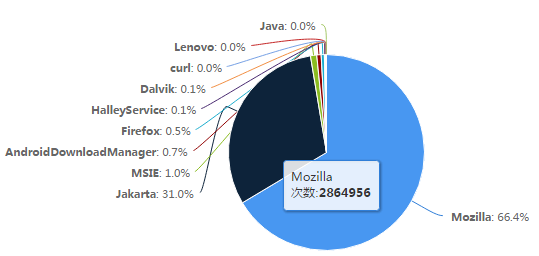 Java: 0.0%
Lenovo: 0.0%
curl: 0.0%
Dalvik: 0.1%
HalleyService: 0.1%
Firefox: 0.5%
AndroidDownloadManager: 0.7%
MSIE: 1.0%
Jakarta: 31.0%
Mozilla
次数:2864956
Mozilla: 66.4%